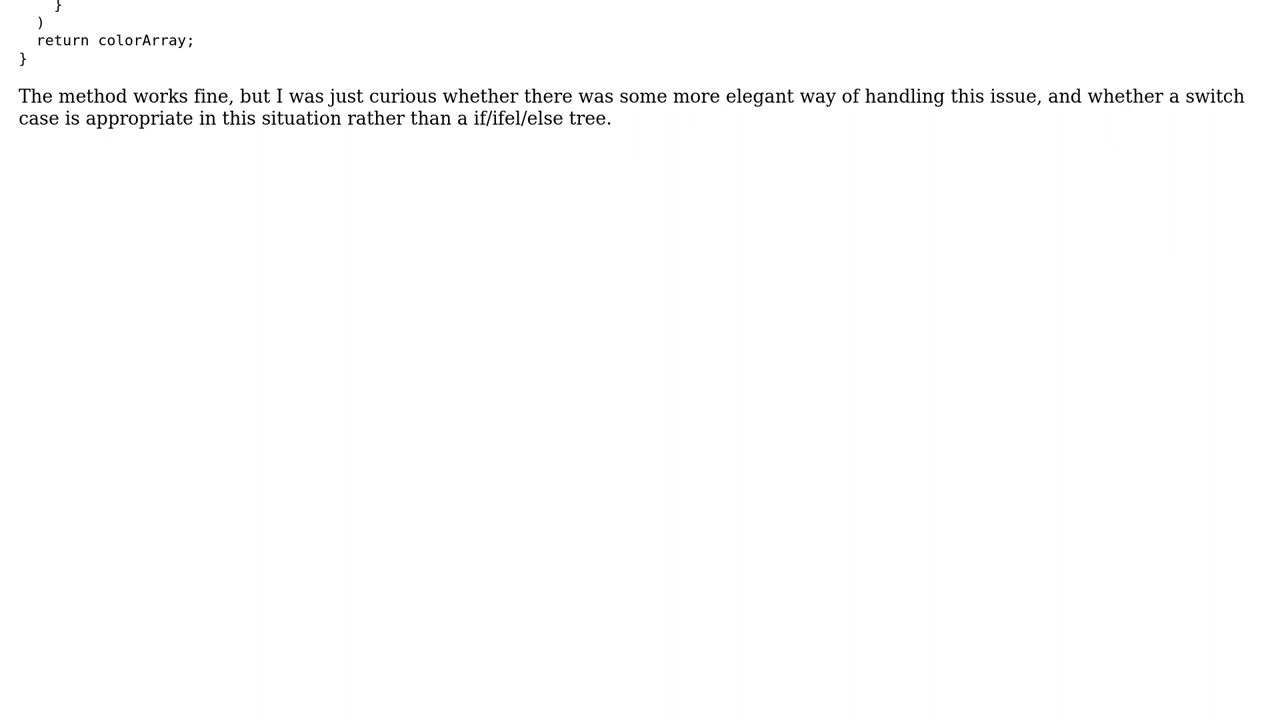 }
)
return colorArray;
}
The method works fine, but I was just curious whether there was some more elegant way of handling this issue, and whether a switch
case is appropriate in this situation rather than a if/ifel/else tree.